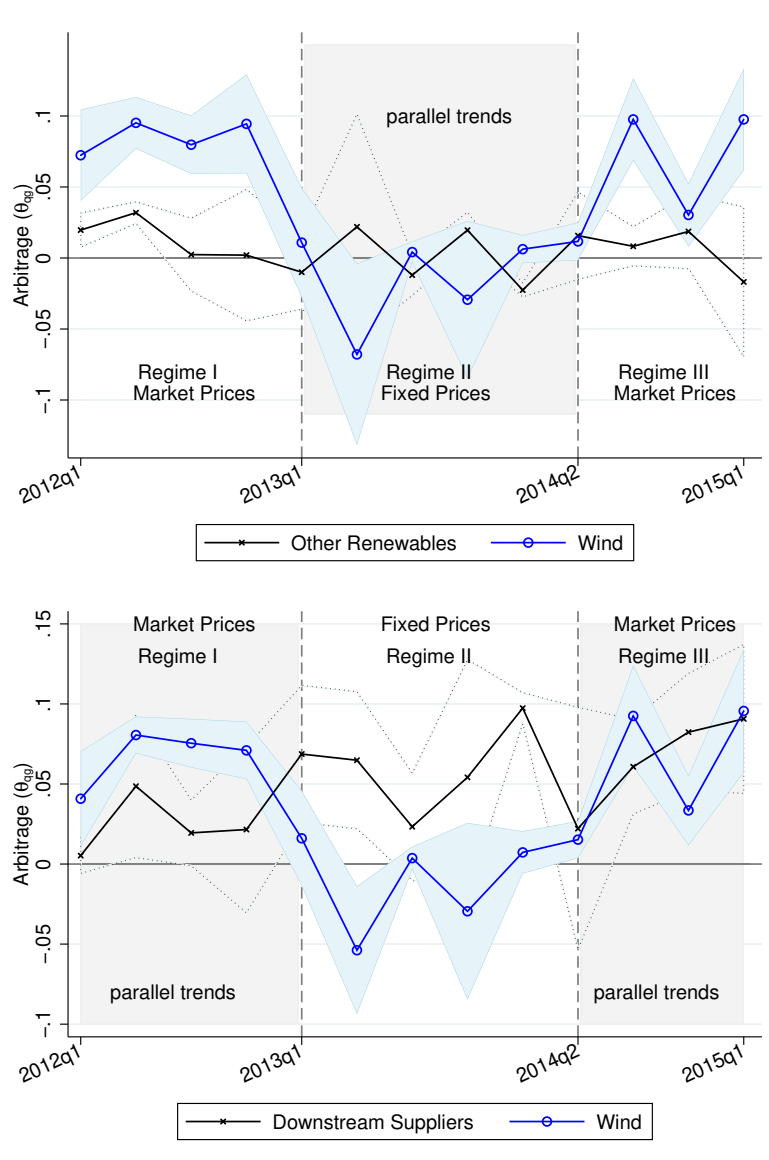 .1
.05
0
-.05
-.1
Arbitrage (θqg)
parallel trends
Regime I
Market Prices
Regime II
Fixed Prices
Regime III
Market Prices
2012q1
2013q1
2014q2
2015q1
Other Renewables
Wind
.15
.1
.05
0
-.05
-.1
Arbitrage (θqg)
Market Prices
Regime I
Fixed Prices
Regime II
Market Prices
Regime III
parallel trends
parallel trends
2012q1
2013q1
2014q2
2015q1
Downstream Suppliers
Wind